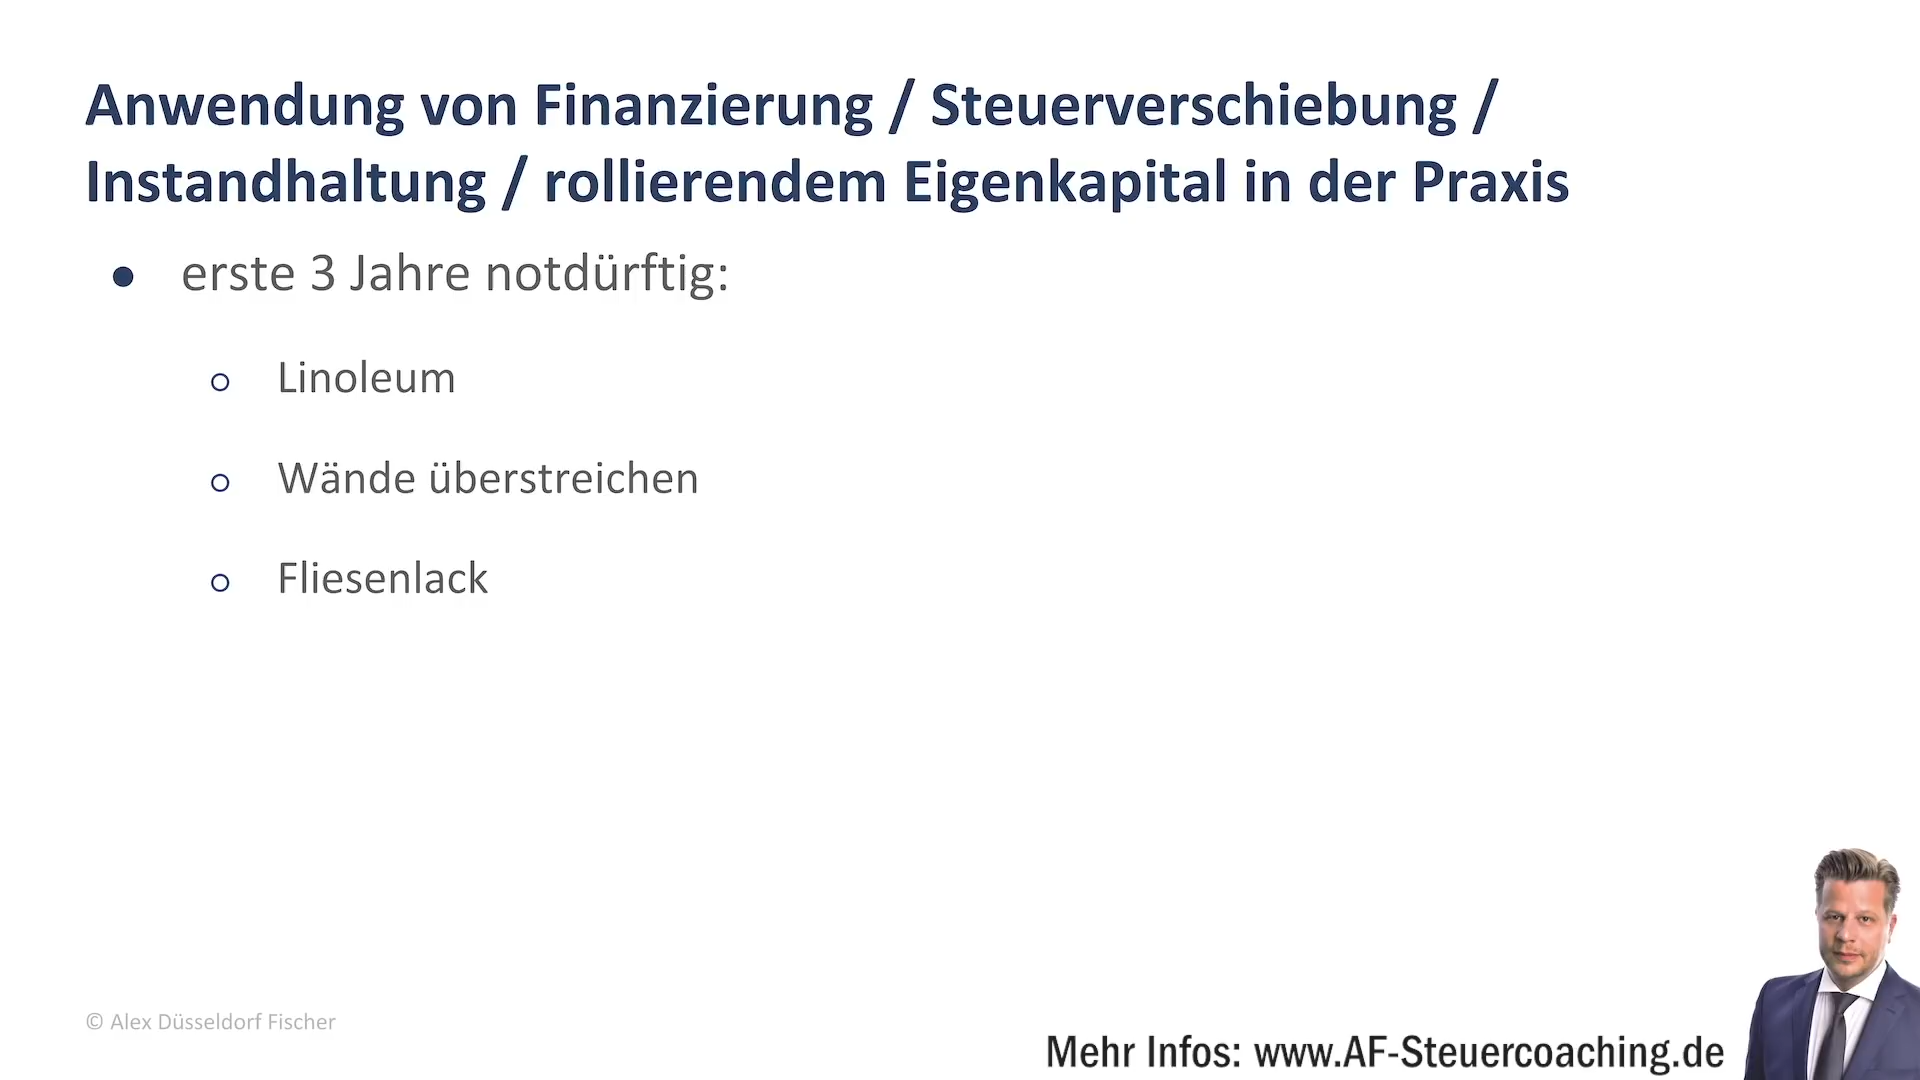 Anwendung von Finanzierung / Steuerverschiebung /
Instandhaltung / rollierendem Eigenkapital in der Praxis
● erste 3 Jahre notdürftig:
○ Linoleum
○ Wände überstreichen
○ Fliesenlack
© Alex Düsseldorf Fischer
Mehr Infos: www.AF-Steuercoaching.de